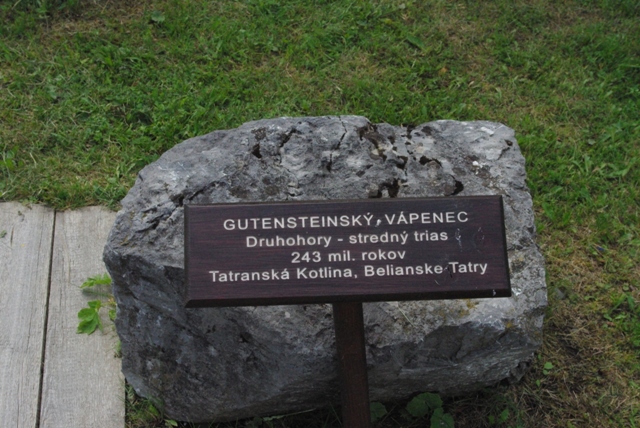 GUTENSTEINSKÝ VÁPENEC
Druhohory - stredný trias
243 mil. rokov
Tatranská Kotlina, Belianske Tatry